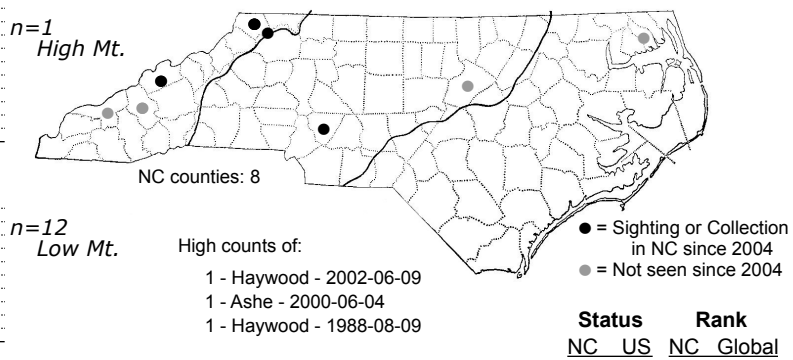 n=1
High Mt.
NC counties: 8
n=12
Low Mt.
High counts of:
1 - Haywood - 2002-06-09
1 - Ashe - 2000-06-04
1 - Haywood - 1988-08-09
● = Sighting or Collection
in NC since 2004
● = Not seen since 2004
Status Rank
NC US NC Global